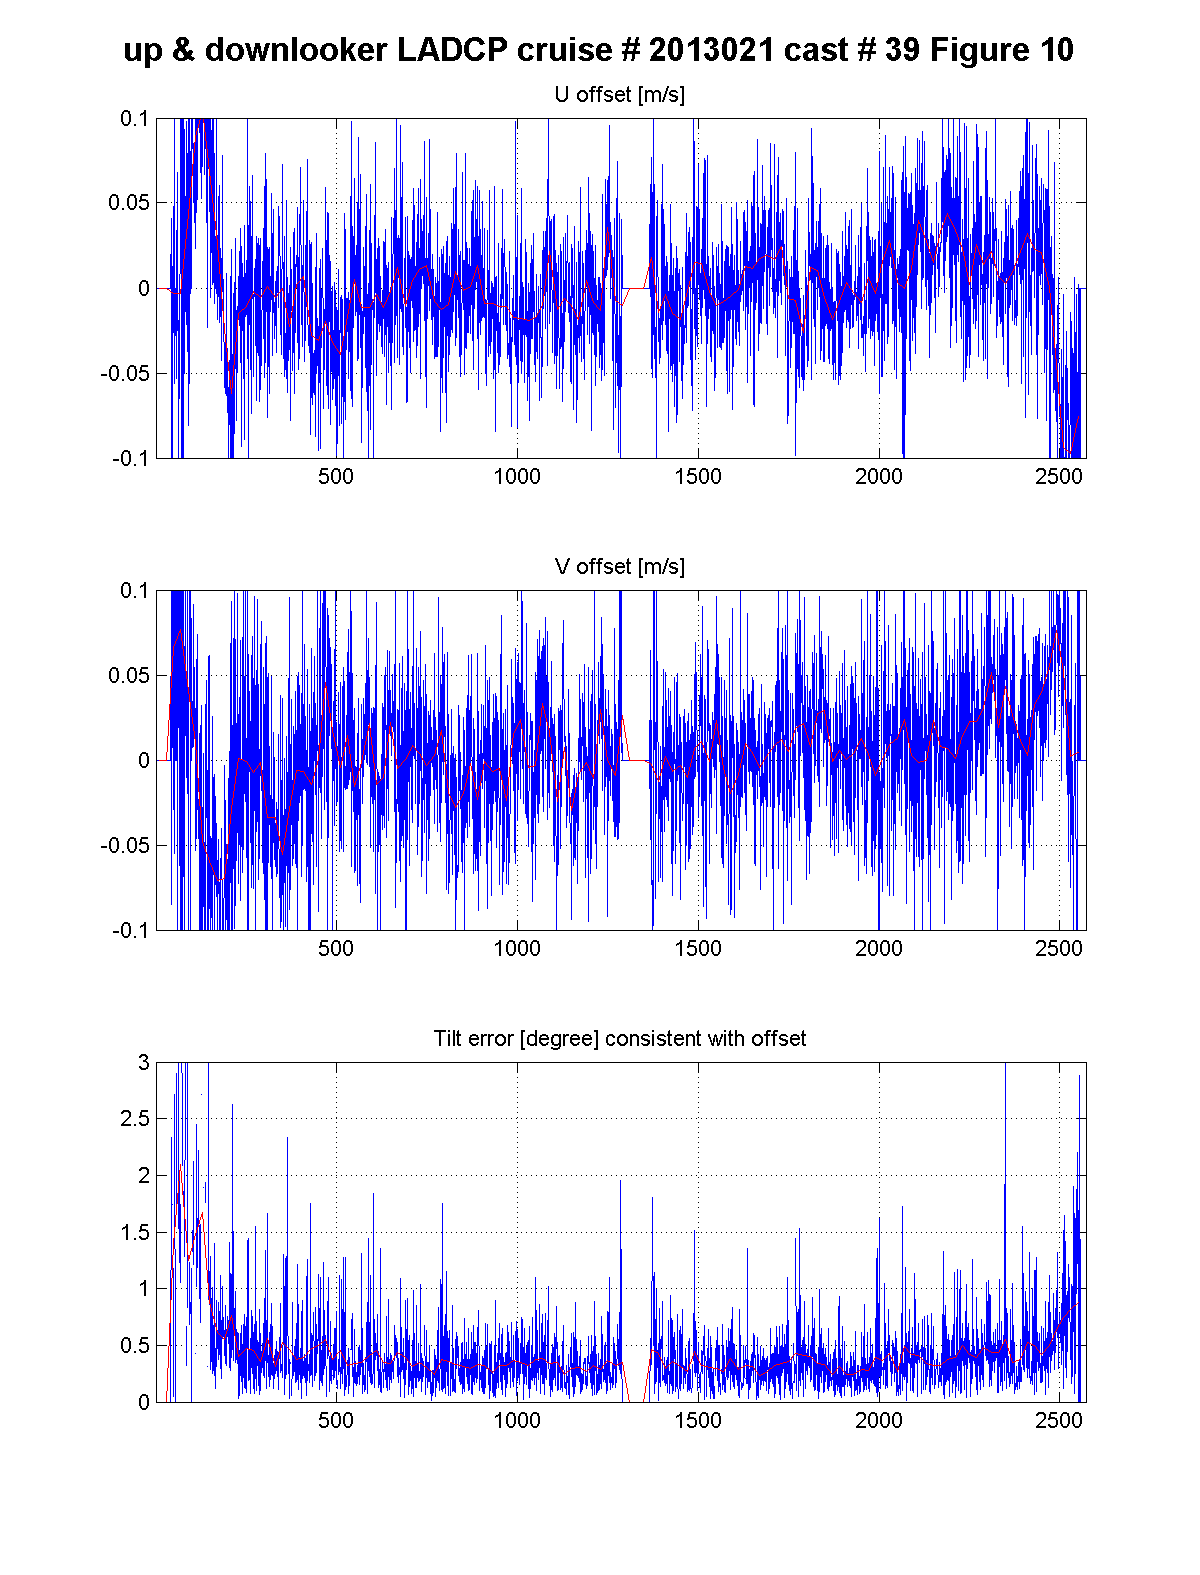 up & downlooker LADCP cruise # 2013021 cast # 39 Figure 10
U offset [m/s]
0.1
0.05
0
-0.05
-0.1
500 1000 1500 2000 2500
V offset [m/s]
0.1
0.05
0
-0.05
-0.1
500 1000 1500 2000 2500
Tilt error [degree] consistent with offset
3
2.5
2
1.5
1
0.5
0
500 1000 1500 2000 2500